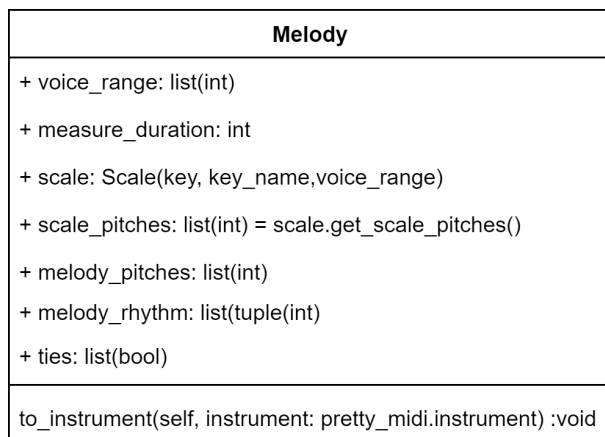 Melody
+ voice_range: list(int)
+ measure_duration: int
+ scale: Scale(key, key_name,voice_range)
+ scale_pitches: list(int) = scale.get_scale_pitches()
+ melody_pitches: list(int)
+ melody_rhythm: list(tuple(int)
+ ties: list(bool)
to_instrument(self, instrument: pretty_midi.instrument) :void